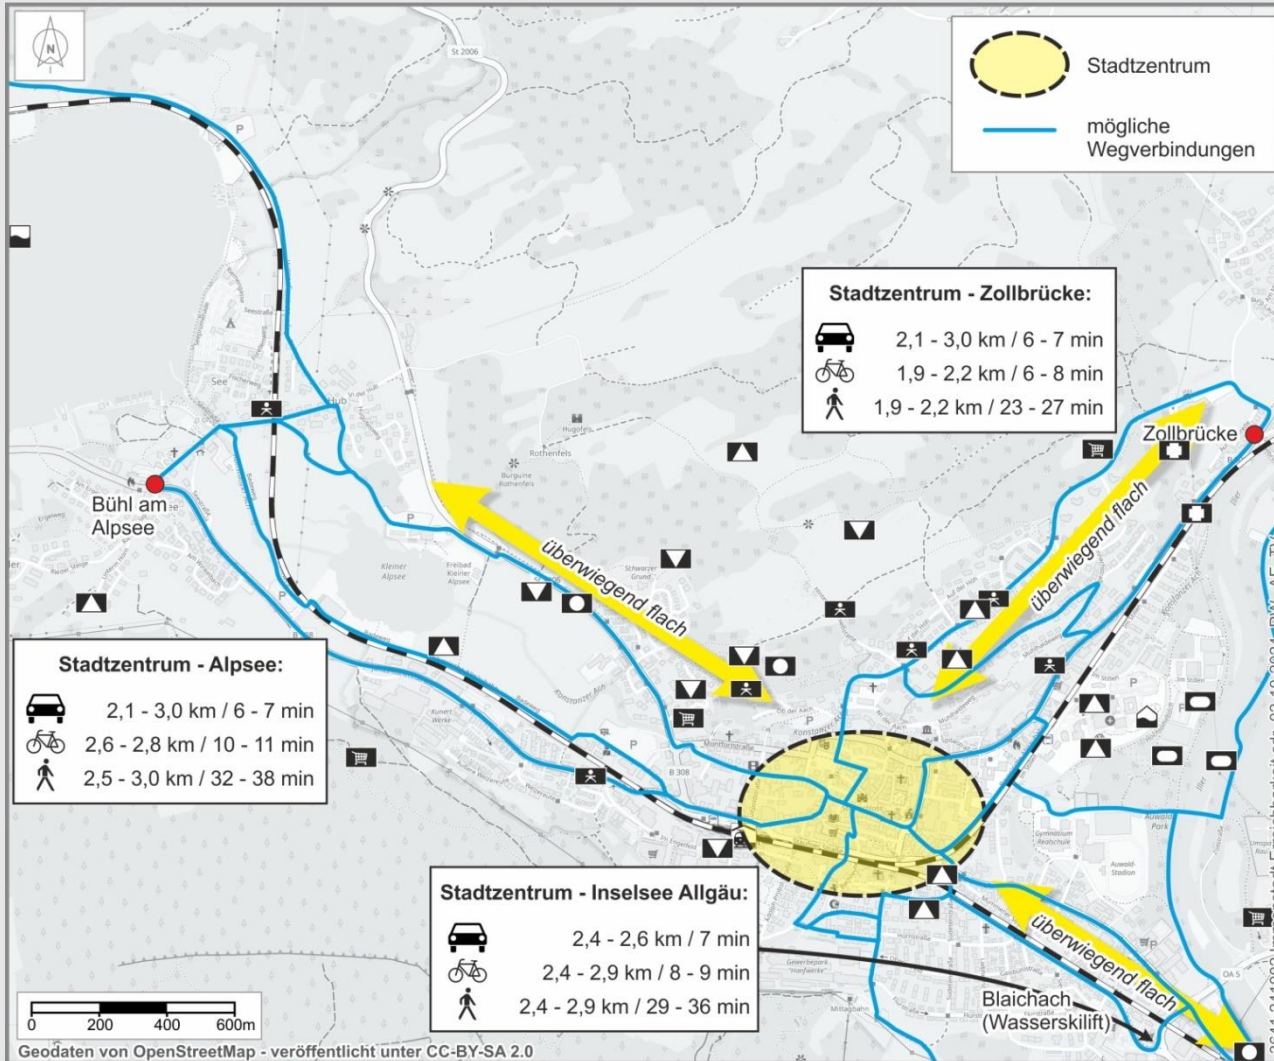 N
St 2006
Stadtzentrum
mögliche
Wegverbindungen
Stadtzentrum - Zollbrücke:
2,1 - 3,0 km / 6 - 7 min
1,9 - 2,2 km / 6 - 8 min
1,9 - 2,2 km / 23 - 27 min
Zollbrücke
See
Hub
Rothenfels
Burgruine
Rothenfels
Bühl am
Alpsee
überwiegend flach
überwiegend flach
Kleiner
Alpsee
Freibad
Kleiner
Alpsee
Schwarzer
Grund
Stadtzentrum - Alpsee:
2,1 - 3,0 km / 6 - 7 min
2,6 - 2,8 km / 10 - 11 min
2,5 - 3,0 km / 32 - 38 min
Kunert
Werke
Konstanzer Ach
B 308
Auwald
Park
Gymnasium
Realschule
Auwald-
Stadion
Stadtzentrum - Inselsee Allgäu:
2,4 - 2,6 km / 7 min
2,4 - 2,9 km / 8 - 9 min
2,4 - 2,9 km / 29 - 36 min
überwiegend flach
OA 5
Blaichach
(Wasserskilift)
0 200 400 600m
Geodaten von OpenStreetMap - veröffentlicht unter CC-BY-SA 2.0